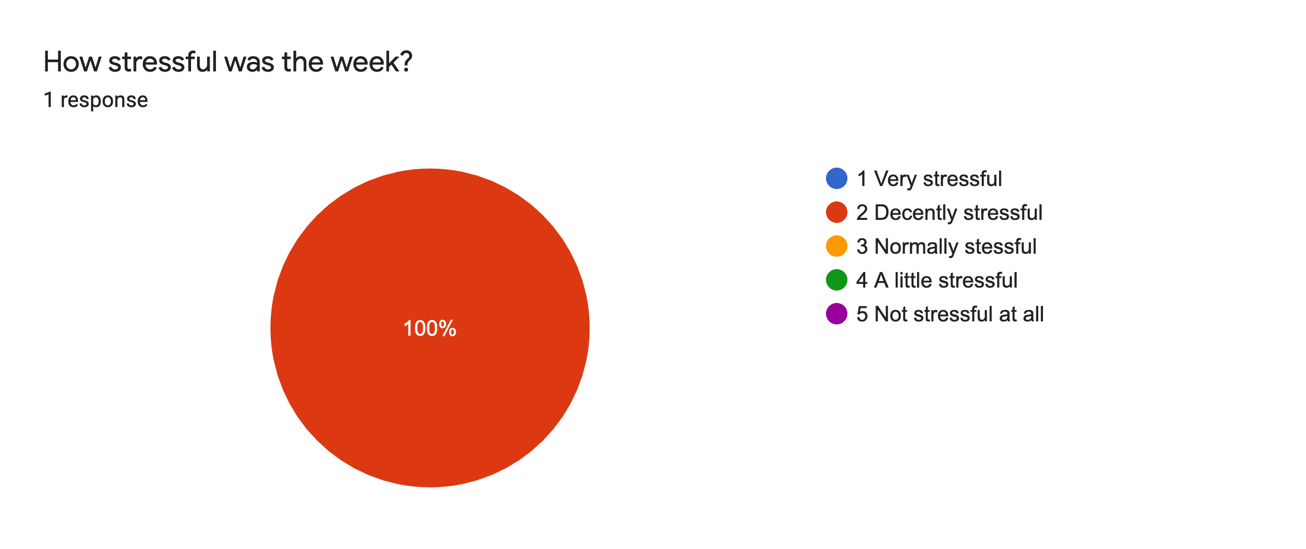 How stressful was the week?
1 response
100%
1 Very stressful
2 Decently stressful
3 Normally stessful
4 A little stressful
5 Not stressful at all